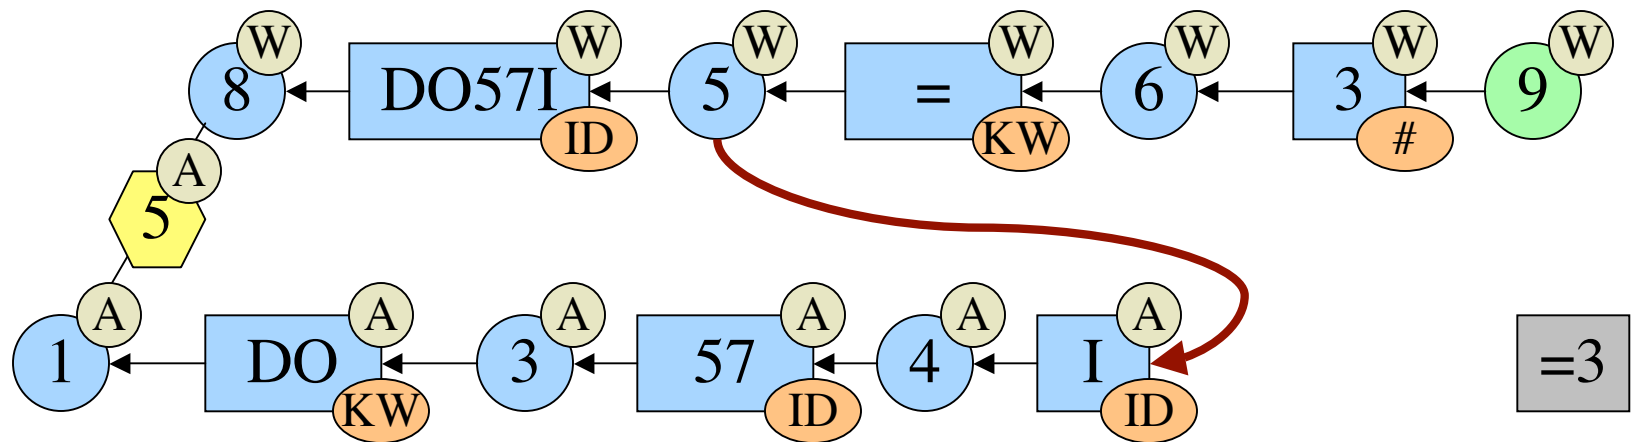 W W W W W W W
8 DO57I 5 = 6 3 9
ID KW #
A
5
A A A A A A
1 DO 3 57 4 I =3
KW ID ID